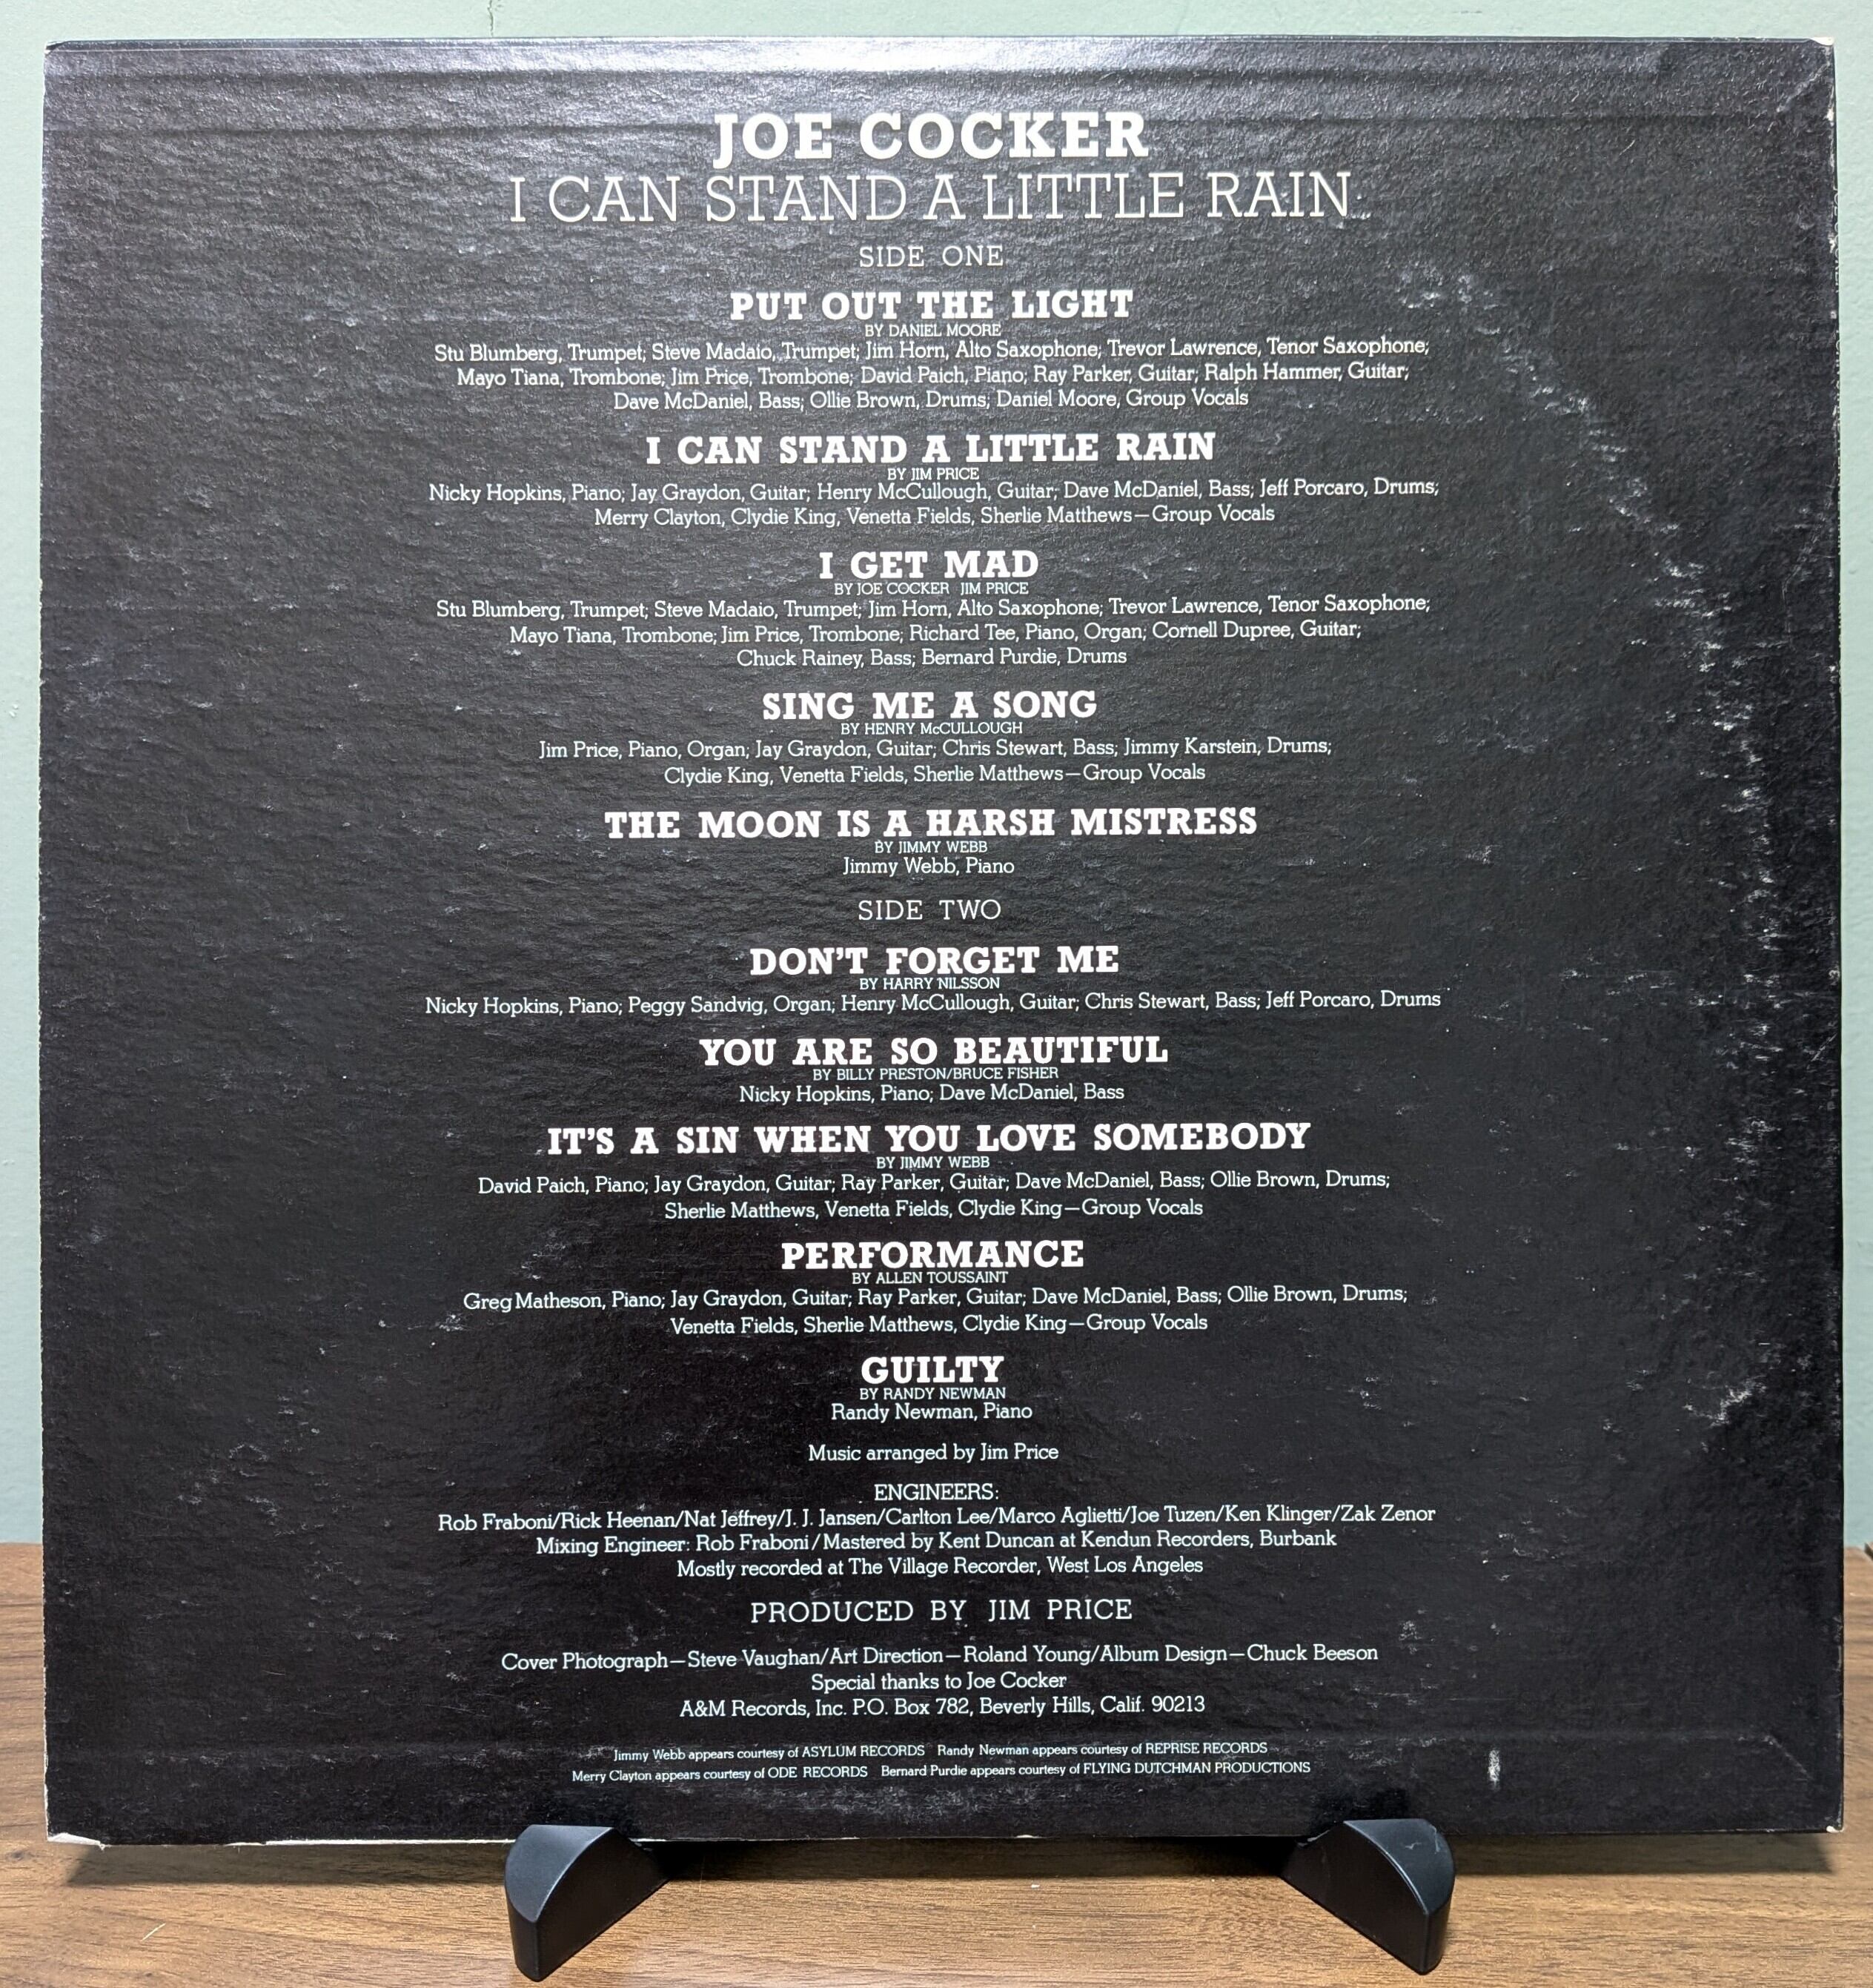 JOE COCKER
I CAN STAND A LITTLE RAIN
SIDE ONE
PUT OUT THE LIGHT
BY DANIEL MOORE
Stu Blumberg, Trumpet; Steve Madaio, Trumpet; Jim Horn, Alto Saxophone; Trevor Lawrence, Tenor Saxophone;
Mayo Tiana, Trombone; Jim Price, Trombone; David Paich, Piano; Ray Parker, Guitar; Ralph Hammer, Guitar;
Dave McDaniel, Bass; Ollie Brown, Drums; Daniel Moore, Group Vocals
I CAN STAND A LITTLE RAIN
BY JIM PRICE
Nicky Hopkins, Piano; Jay Graydon, Guitar; Henry McCullough, Guitar; Dave McDaniel, Bass; Jeff Porcaro, Drums;
Merry Clayton, Clydie King, Venetta Fields, Sherlie Matthews—Group Vocals
I GET MAD
BY JOE COCKER JIM PRICE
Stu Blumberg, Trumpet; Steve Madaio, Trumpet; Jim Horn, Alto Saxophone; Trevor Lawrence, Tenor Saxophone;
Mayo Tiana, Trombone; Jim Price, Trombone; Richard Tee, Piano, Organ; Cornell Dupree, Guitar;
Chuck Rainey, Bass; Bernard Purdie, Drums
SING ME A SONG
BY HENRY McCULLOUGH
Jim Price, Piano, Organ; Jay Graydon, Guitar; Chris Stewart, Bass; Jimmy Karstein, Drums;
Clydie King, Venetta Fields, Sherlie Matthews—Group Vocals
THE MOON IS A HARSH MISTRESS
BY JIMMY WEBB
Jimmy Webb, Piano
SIDE TWO
DON'T FORGET ME
BY HARRY NILSSON
Nicky Hopkins, Piano; Peggy Sandvig, Organ; Henry McCullough, Guitar; Chris Stewart, Bass; Jeff Porcaro, Drums
YOU ARE SO BEAUTIFUL
BY BILLY PRESTON/BRUCE FISHER
Nicky Hopkins, Piano; Dave McDaniel, Bass
IT'S A SIN WHEN YOU LOVE SOMEBODY
BY JIMMY WEBB
David Paich, Piano; Jay Graydon, Guitar; Ray Parker, Guitar; Dave McDaniel, Bass; Ollie Brown, Drums;
Sherlie Matthews, Venetta Fields, Clydie King—Group Vocals
PERFORMANCE
BY ALLEN TOUSSAINT
Greg Matheson, Piano; Jay Graydon, Guitar; Ray Parker, Guitar; Dave McDaniel, Bass; Ollie Brown, Drums;
Venetta Fields, Sherlie Matthews, Clydie King—Group Vocals
GUILTY
BY RANDY NEWMAN
Randy Newman, Piano
Music arranged by Jim Price
ENGINEERS:
Rob Fraboni/Rick Heenan/Nat Jeffrey/J. J. Jansen/Carlton Lee/Marco Aglietti/Joe Tuzen/Ken Klinger/Zak Zenor
Mixing Engineer: Rob Fraboni/Mastered by Kent Duncan at Kendun Recorders, Burbank
Mostly recorded at The Village Recorder, West Los Angeles
PRODUCED BY JIM PRICE
Cover Photograph—Steve Vaughan/Art Direction—Roland Young/Album Design—Chuck Beeson
Special thanks to Joe Cocker
A&M Records, Inc. P.O. Box 782, Beverly Hills, Calif. 90213
Jimmy Webb appears courtesy of ASYLUM RECORDS Randy Newman appears courtesy of REPRISE RECORDS
Merry Clayton appears courtesy of ODE RECORDS Bernard Purdie appears courtesy of FLYING DUTCHMAN PRODUCTIONS